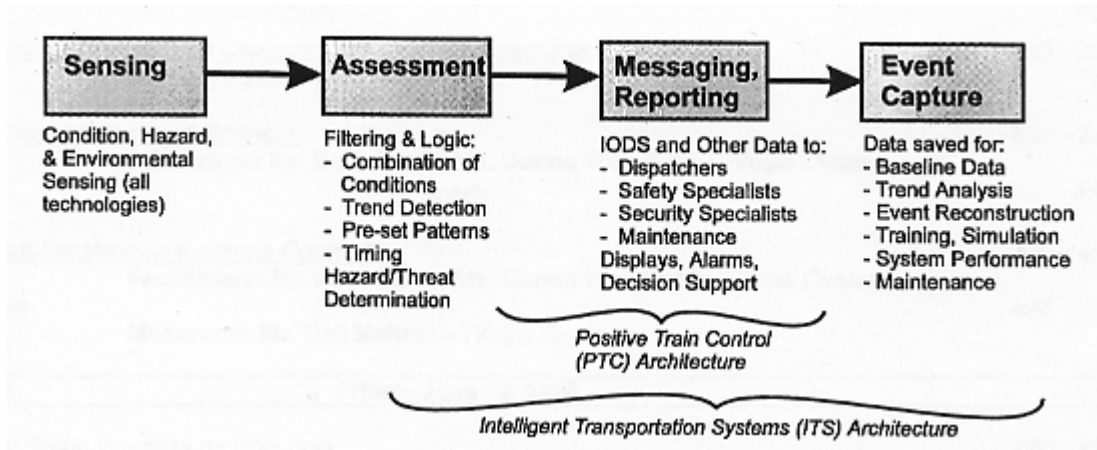 Sensing
Condition, Hazard,
& Environmental
Sensing (all
technologies)
Assessment
Filtering & Logic:
- Combination of
Conditions
- Trend Detection
- Pre-set Patterns
- Timing
Hazard/Threat
Determination
Messaging,
Reporting
IODS and Other Data to:
- Dispatchers
- Safety Specialists
- Security Specialists
- Maintenance
Displays, Alarms,
Decision Support
Event
Capture
Data saved for:
- Baseline Data
- Trend Analysis
- Event Reconstruction
- Training, Simulation
- System Performance
- Maintenance
Positive Train Control
(PTC) Architecture
Intelligent Transportation Systems (ITS) Architecture